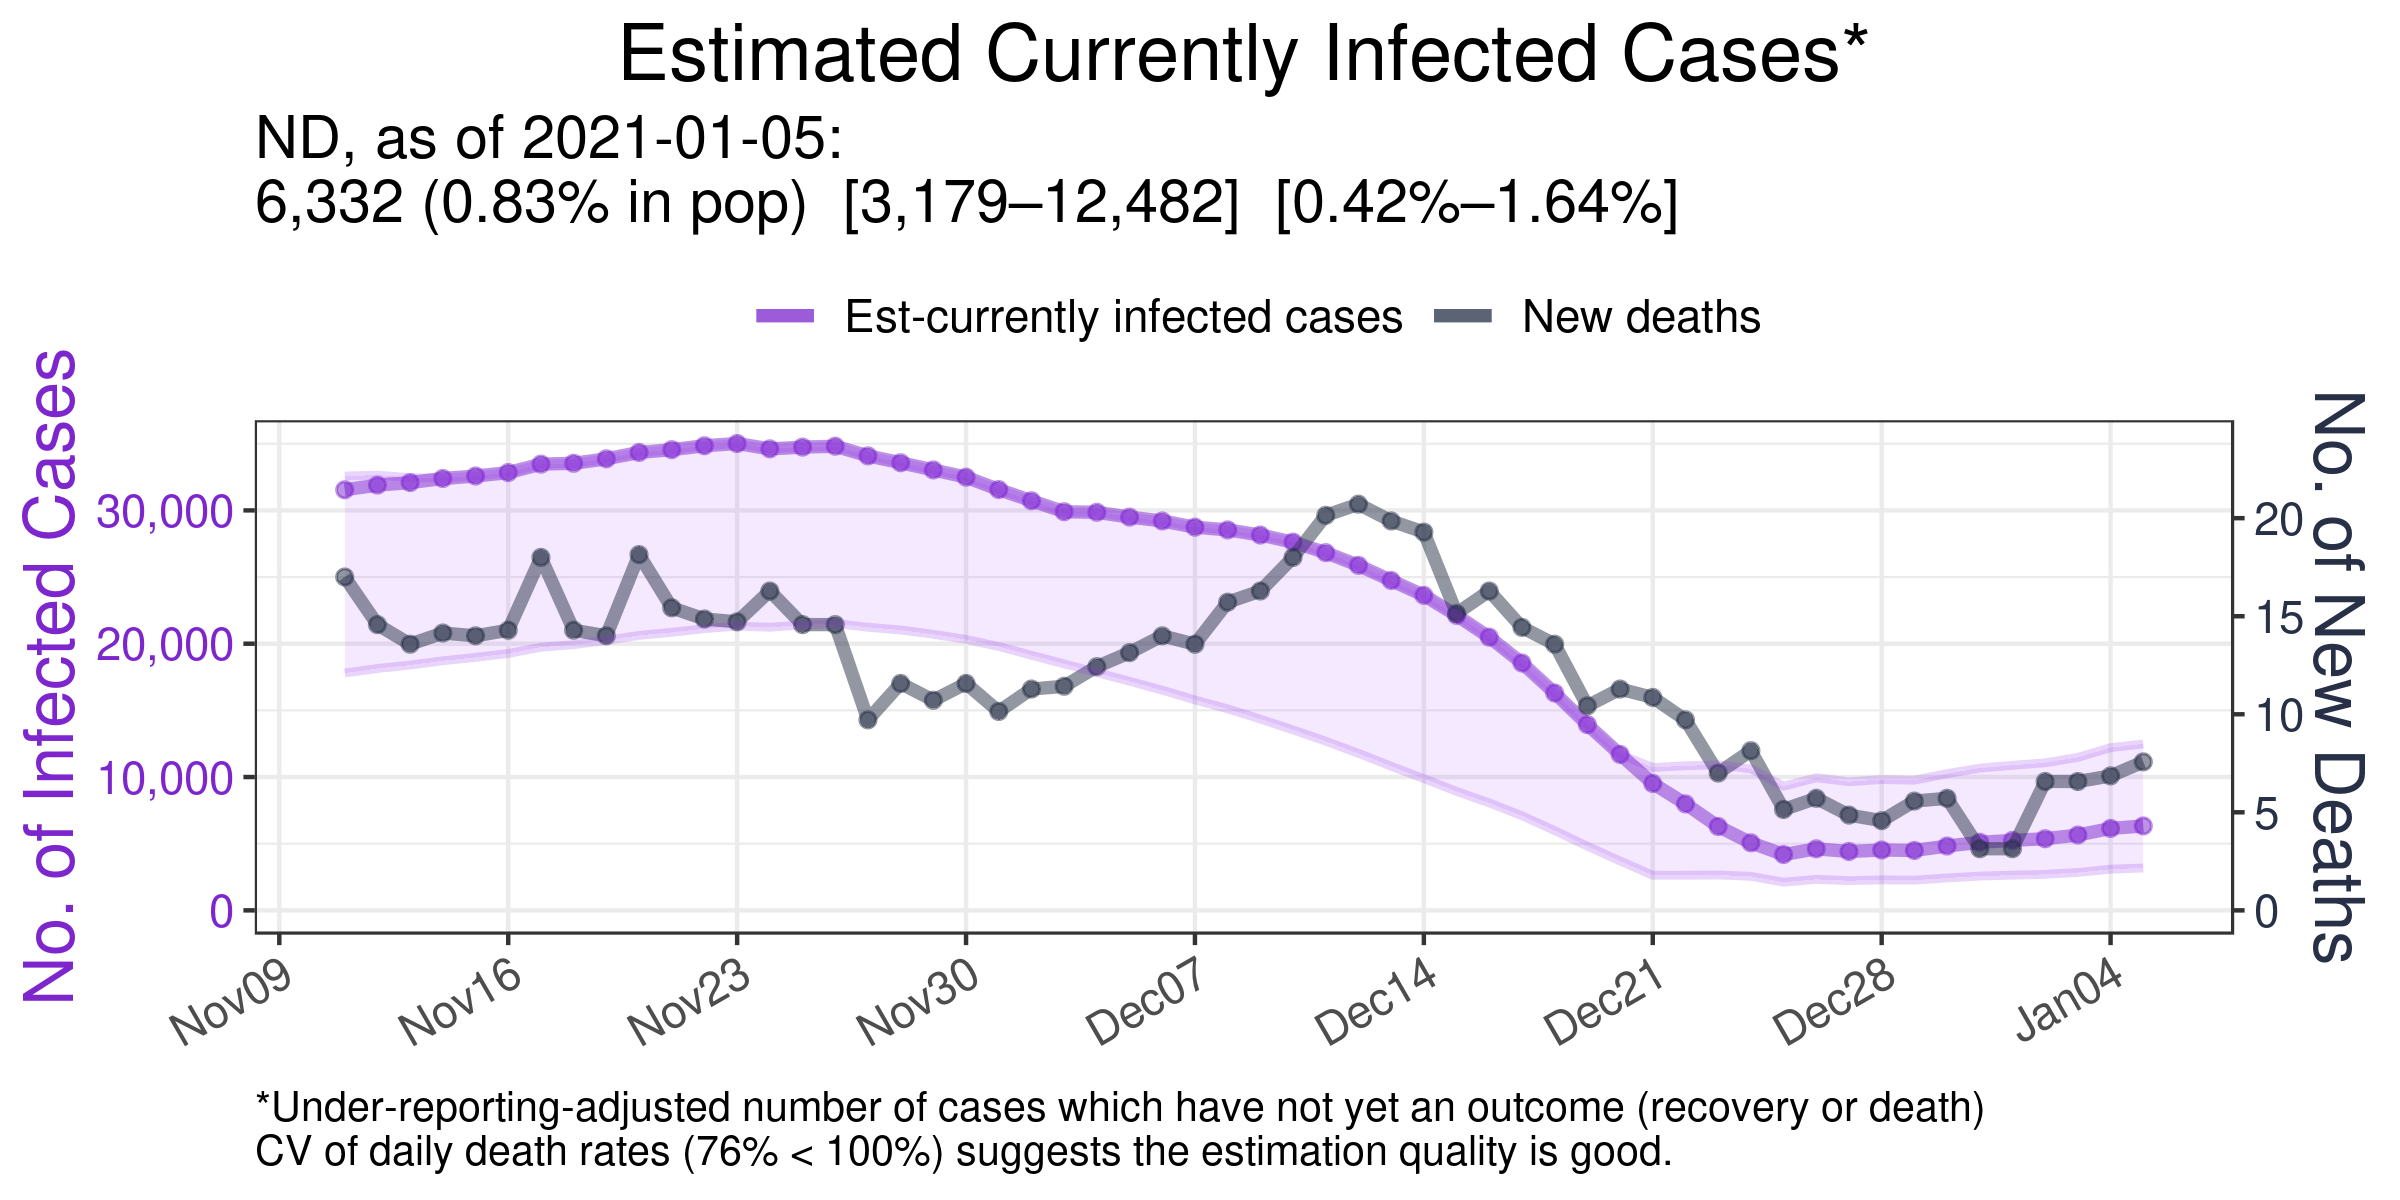 Estimated Currently Infected Cases*
ND, as of 2021-01-05:
6,332 (0.83% in pop)  [3,179–12,482]  [0.42%–1.64%]
Est-currently infected cases
New deaths
No. of Infected Cases
30,000
20,000
10,000
0
20
15
10
5
0
No. of New Deaths
Nov09
Nov16
Nov23
Nov30
Dec07
Dec14
Dec21
Dec28
Jan04
*Under-reporting-adjusted number of cases which have not yet an outcome (recovery or death)
CV of daily death rates (76% < 100%) suggests the estimation quality is good.